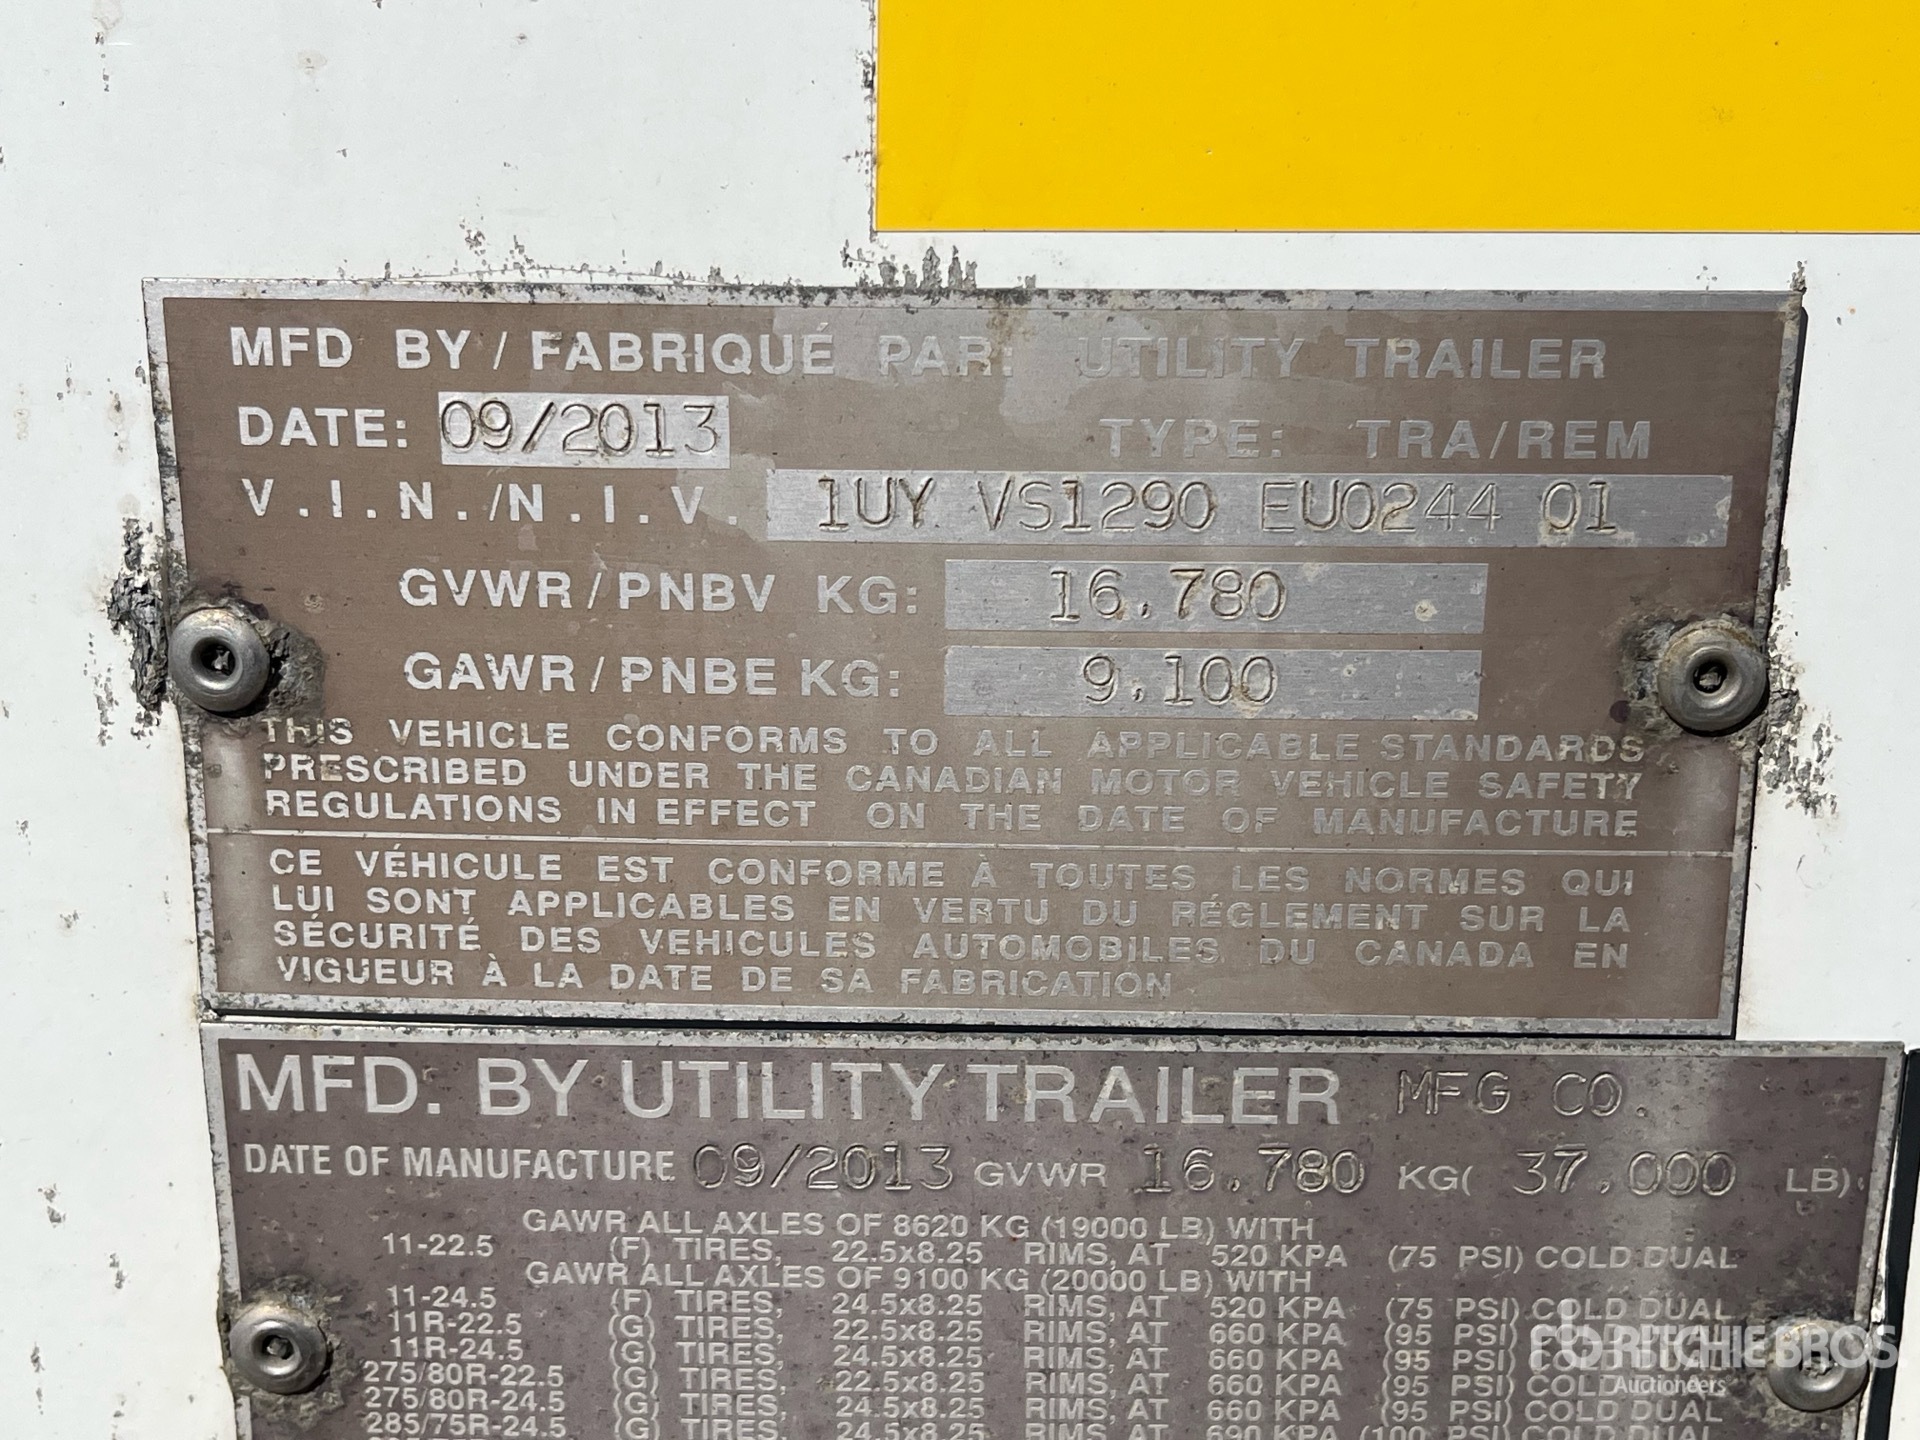 MFD BY / FABRIQUÉ PAR: UTILITY TRAILER
DATE: 09/2013 TYPE: TRA/REM
V.I.N./N.I.V. 1UY VS1290 EU0244 01
GVWR/PNBV KG: 16,780
GAWR/PNBE KG: 9,100
THIS VEHICLE CONFORMS TO ALL APPLICABLE STANDARDS
PRESCRIBED UNDER THE CANADIAN MOTOR VEHICLE SAFETY
REGULATIONS IN EFFECT ON THE DATE OF MANUFACTURE
CE VÉHICULE EST CONFORME À TOUTES LES NORMES QUI
LUI SONT APPLICABLES EN VERTU DU RÉGLEMENT SUR LA
SÉCURITÉ DES VEHICULES AUTOMOBILES DU CANADA EN
VIGUEUR À LA DATE DE SA FABRICATION
MFD. BY UTILITY TRAILER MFG CO.
DATE OF MANUFACTURE 09/2013 GVWR 16,780 KG( 37,000 LB)
GAWR ALL AXLES OF 8620 KG (19000 LB) WITH
11-22.5 (F) TIRES, 22.5x8.25 RIMS, AT 520 KPA (75 PSI) COLD DUAL
GAWR ALL AXLES OF 9100 KG (20000 LB) WITH
11-24.5 (F) TIRES, 24.5x8.25 RIMS, AT 520 KPA (75 PSI) COLD DUAL
11R-22.5 (G) TIRES, 22.5x8.25 RIMS, AT 660 KPA (95 PSI) COLD DUAL
11R-24.5 (G) TIRES, 24.5x8.25 RIMS, AT 660 KPA (95 PSI) COLD DUAL
275/80R-22.5 (G) TIRES, 22.5x8.25 RIMS, AT 660 KPA (95 PSI) COLD DUAL
275/80R-24.5 (G) TIRES, 24.5x8.25 RIMS, AT 660 KPA (95 PSI) COLD DUAL
285/75R-24.5 (G) TIRES, 24.5x8.25 RIMS, AT 690 KPA (100 PSI) COLD DUAL
rb RITCHIE BROS.
Auctioneers